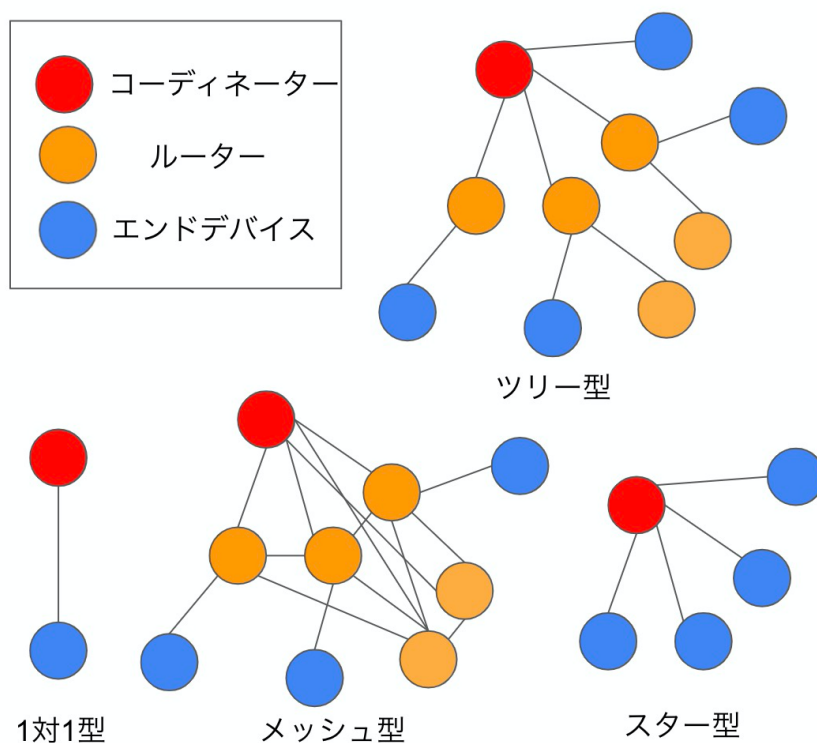 コーディネーター
ルーター
エンドデバイス
ツリー型
1対1型
メッシュ型
スター型